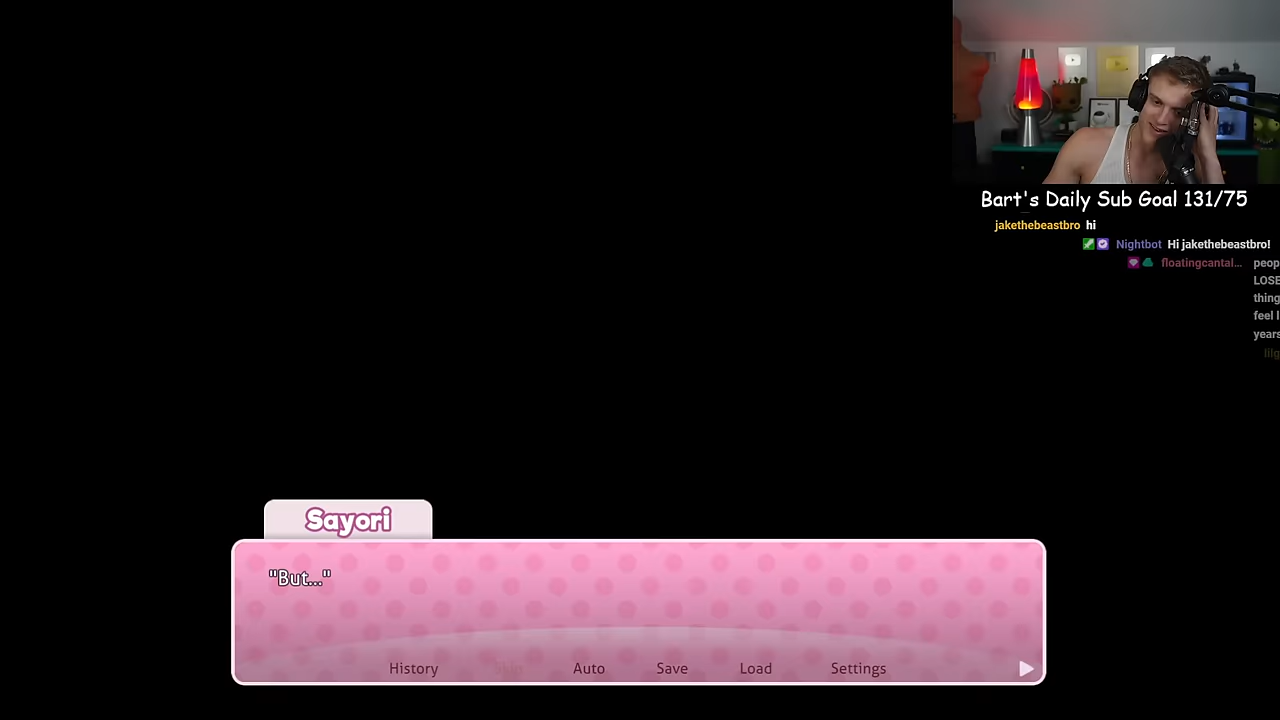 Bart's Daily Sub Goal 131/75
jakethebeastbro hi
Nightbot Hi jakethebeastbro!
floatingcantal... peop
LOSE
thing
feel l
years
Sayori
"But..."
History Skip Auto Save Load Settings